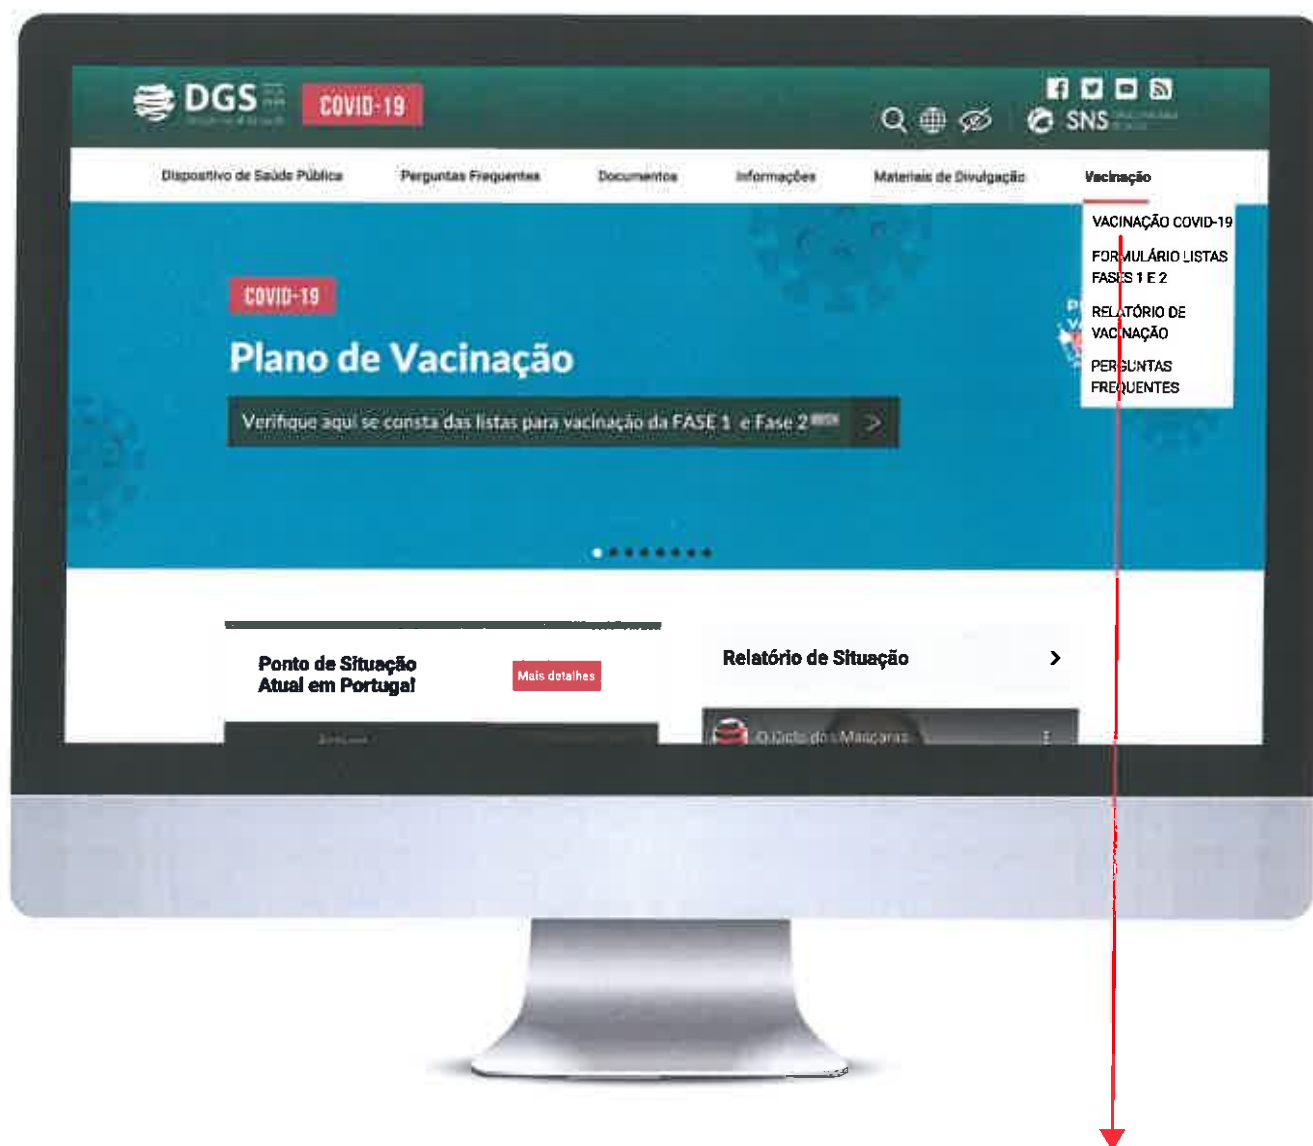 DGS
COVID-19
SNS
Dispositivo de Saúde Pública
Perguntas Frequentes
Documentos
Informações
Materiais de Divulgação
Vacinação
VACINAÇÃO COVID-19
FORMULÁRIO LISTAS
FASES 1 E 2
RELATÓRIO DE
VACINAÇÃO
PERGUNTAS
FREQUENTES
COVID-19
Plano de Vacinação
Verifique aqui se consta das listas para vacinação da FASE 1 e Fase 2
Ponto de Situação
Atual em Portugal
Mais detalhes
Relatório de Situação
O Ciclo das Máscaras